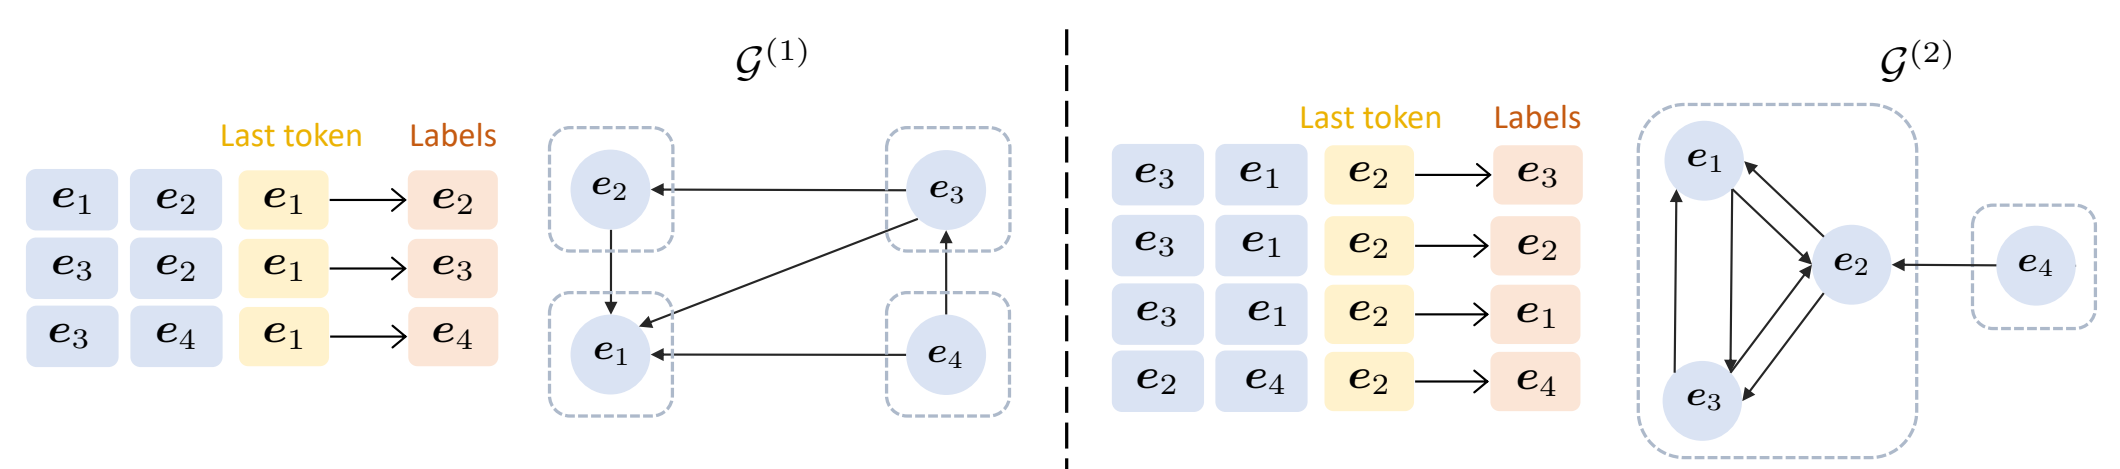 𝒢⁽¹⁾
Last token Labels
e₁ e₂ e₁ → e₂
e₃ e₂ e₁ → e₃
e₃ e₄ e₁ → e₄
e₂ e₃
e₁ e₄
𝒢⁽²⁾
Last token Labels
e₃ e₁ e₂ → e₃
e₃ e₁ e₂ → e₂
e₃ e₁ e₂ → e₁
e₂ e₄ e₂ → e₄
e₁
e₂ e₄
e₃